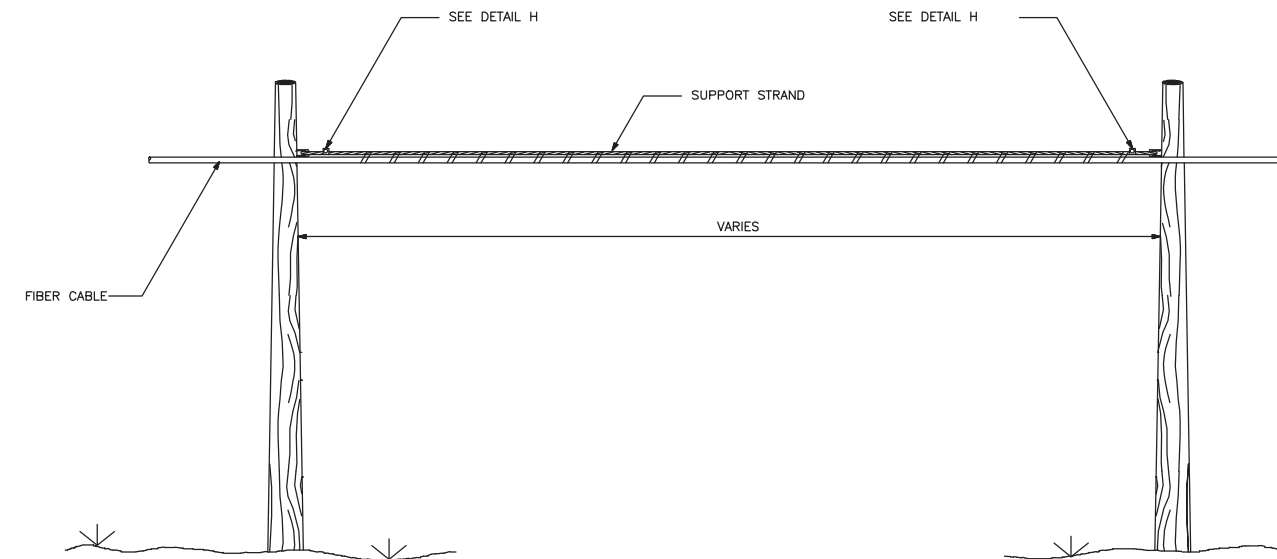 SEE DETAIL H
SEE DETAIL H
SUPPORT STRAND
VARIES
FIBER CABLE